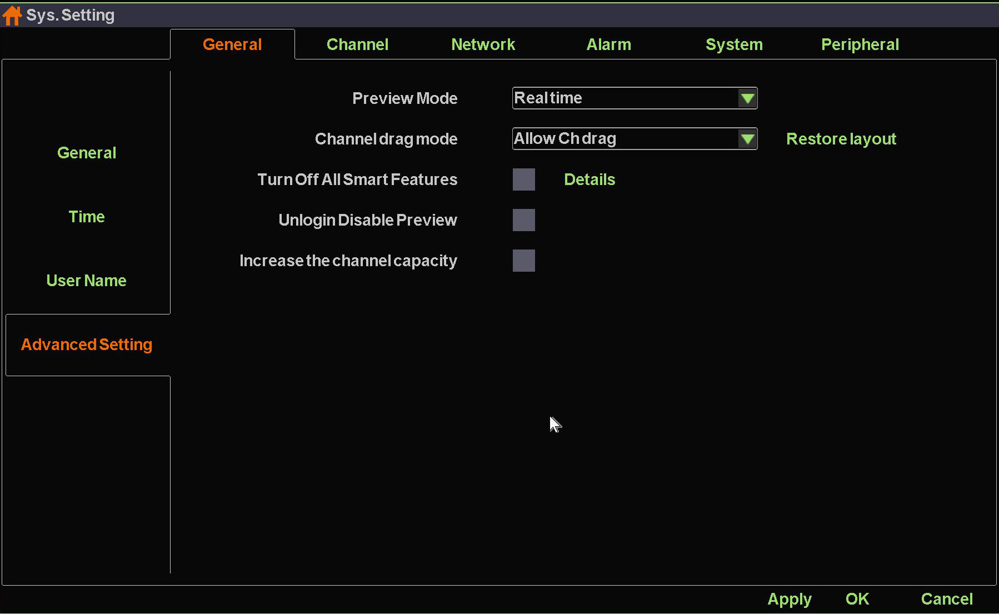 Sys. Setting
General Channel Network Alarm System Peripheral
General
Time
User Name
Advanced Setting
Preview Mode Realtime
Channel drag mode Allow Ch drag Restore layout
Turn Off All Smart Features Details
Unlogin Disable Preview
Increase the channel capacity
Apply OK Cancel